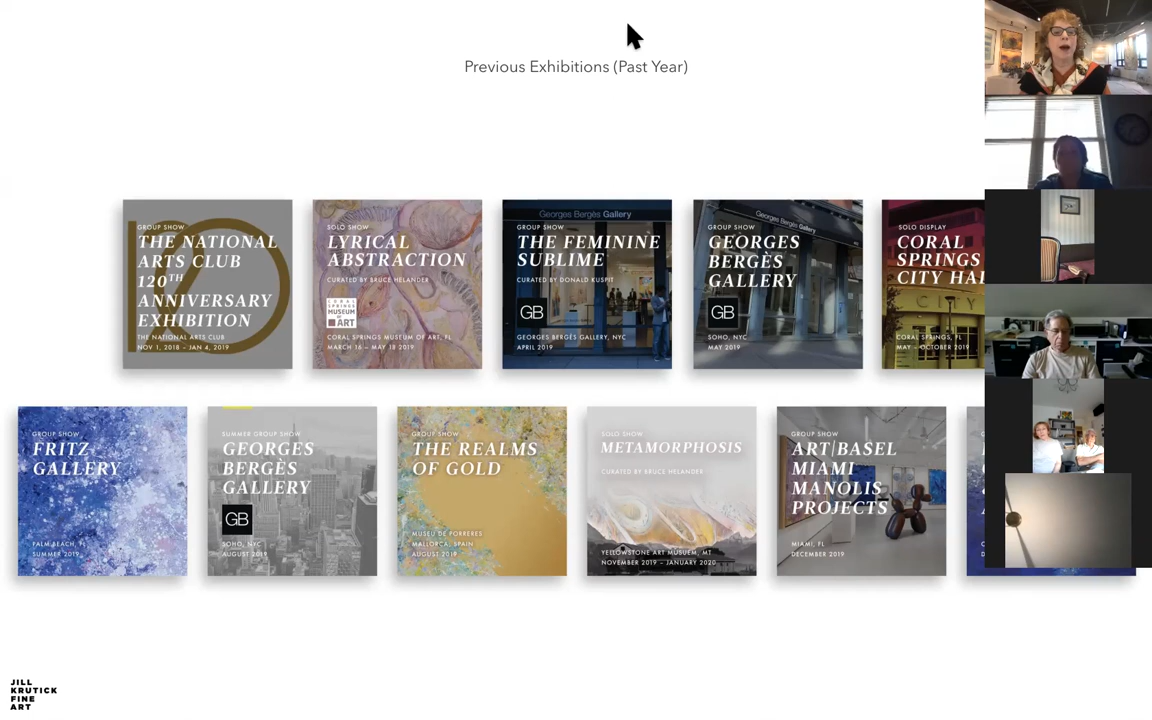 Previous Exhibitions (Past Year)
GROUP SHOW
THE NATIONAL
ARTS CLUB
120TH
ANNIVERSARY
EXHIBITION
THE NATIONAL ARTS CLUB
NOV 1, 2018 – JAN 4, 2019
SOLO SHOW
LYRICAL
ABSTRACTION
CURATED BY BRUCE HELANDER
CORAL
SPRINGS
MUSEUM
OF ART
CORAL SPRINGS MUSEUM OF ART, FL
MARCH 16 – MAY 18 2019
Georges Bergès Gallery
GROUP SHOW
THE FEMININE
SUBLIME
CURATED BY DONALD KUSPIT
GB
GEORGES BERGÈS GALLERY, NYC
APRIL 2019
Georges Bergès Gallery
GROUP SHOW
GEORGES
BERGÈS
GALLERY
GB
SOHO, NYC
MAY 2019
SOLO DISPLAY
CORAL
SPRINGS
CITY HA
CITY
CORAL SPRINGS, FL
MAY – OCTOBER 2019
GROUP SHOW
FRITZ
GALLERY
PALM BEACH, FL
SUMMER 2019
SUMMER GROUP SHOW
GEORGES
BERGÈS
GALLERY
GB
SOHO, NYC
AUGUST 2019
GROUP SHOW
THE REALMS
OF GOLD
MUSEU DE PORRERES
MALLORCA, SPAIN
AUGUST 2019
SOLO SHOW
METAMORPHOSIS
CURATED BY BRUCE HELANDER
YELLOWSTONE ART MUSUEM, MT
NOVEMBER 2019 – JANUARY 2020
GROUP SHOW
ART/BASEL
MIAMI
MANOLIS
PROJECTS
MIAMI, FL
DECEMBER 2019
JILL
KRUTICK
FINE
ART